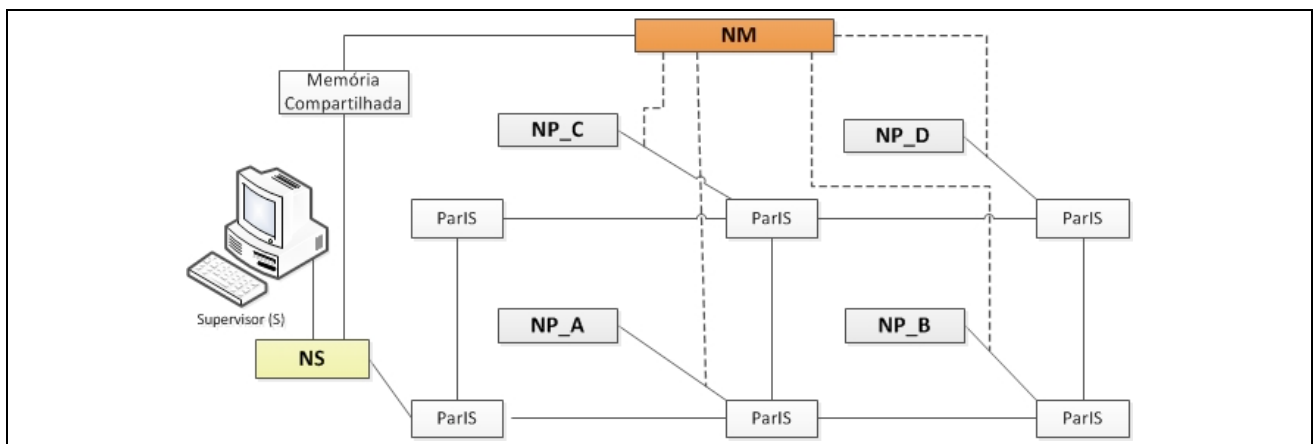 NM
Memória
Compartilhada
NP_C
NP_D
ParIS
ParIS
ParIS
Supervisor (S)
NP_A
NP_B
NS
ParIS
ParIS
ParIS